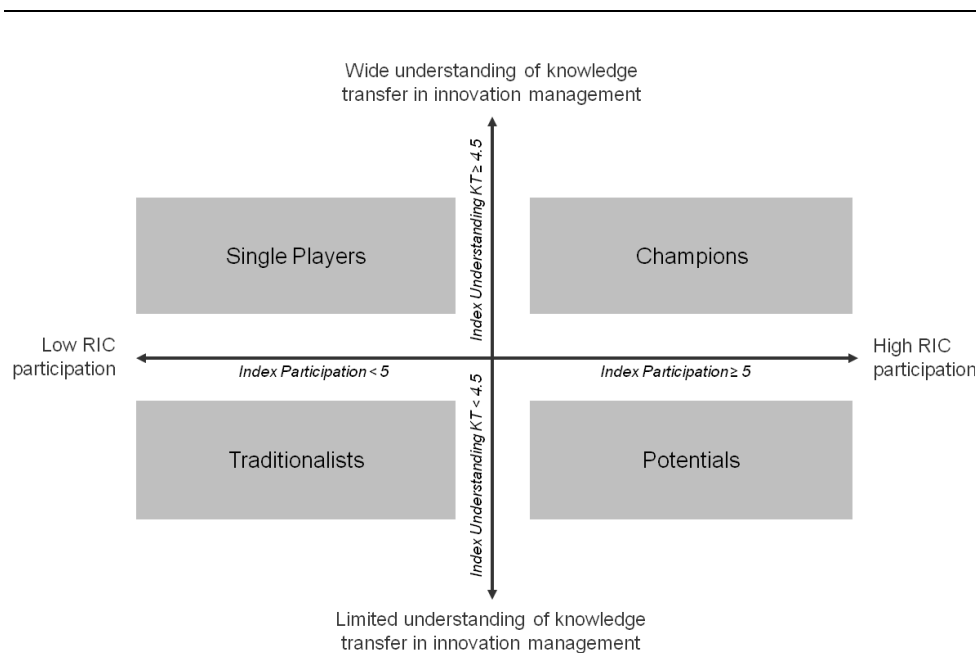 Wide understanding of knowledge
transfer in innovation management
Index Understanding KT ≥ 4.5
Single Players
Champions
Low RIC
participation
High RIC
participation
Index Participation < 5
Index Participation ≥ 5
Index Understanding KT < 4.5
Traditionalists
Potentials
Limited understanding of knowledge
transfer in innovation management